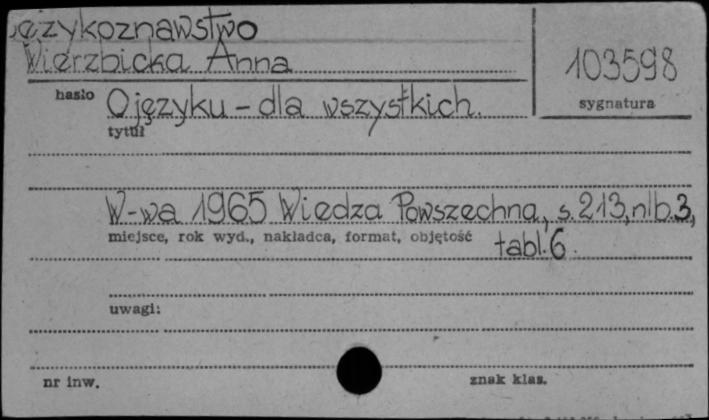 Językoznawstwo
Wierzbicka Anna
103598
hasło
sygnatura
O języku - dla wszystkich.
tytuł
W-wa 1965 Wiedza Powszechna, s. 213, nlb. 3,
miejsce, rok wyd., nakładca, format, objętość
tabl. 6.
uwagi:
nr inw.
znak klas.